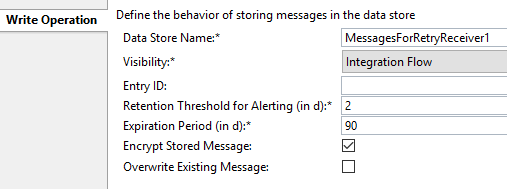 Write Operation
Define the behavior of storing messages in the data store
Data Store Name:* MessagesForRetryReceiver1
Visibility:* Integration Flow
Entry ID:
Retention Threshold for Alerting (in d):* 2
Expiration Period (in d):* 90
Encrypt Stored Message:
Overwrite Existing Message: